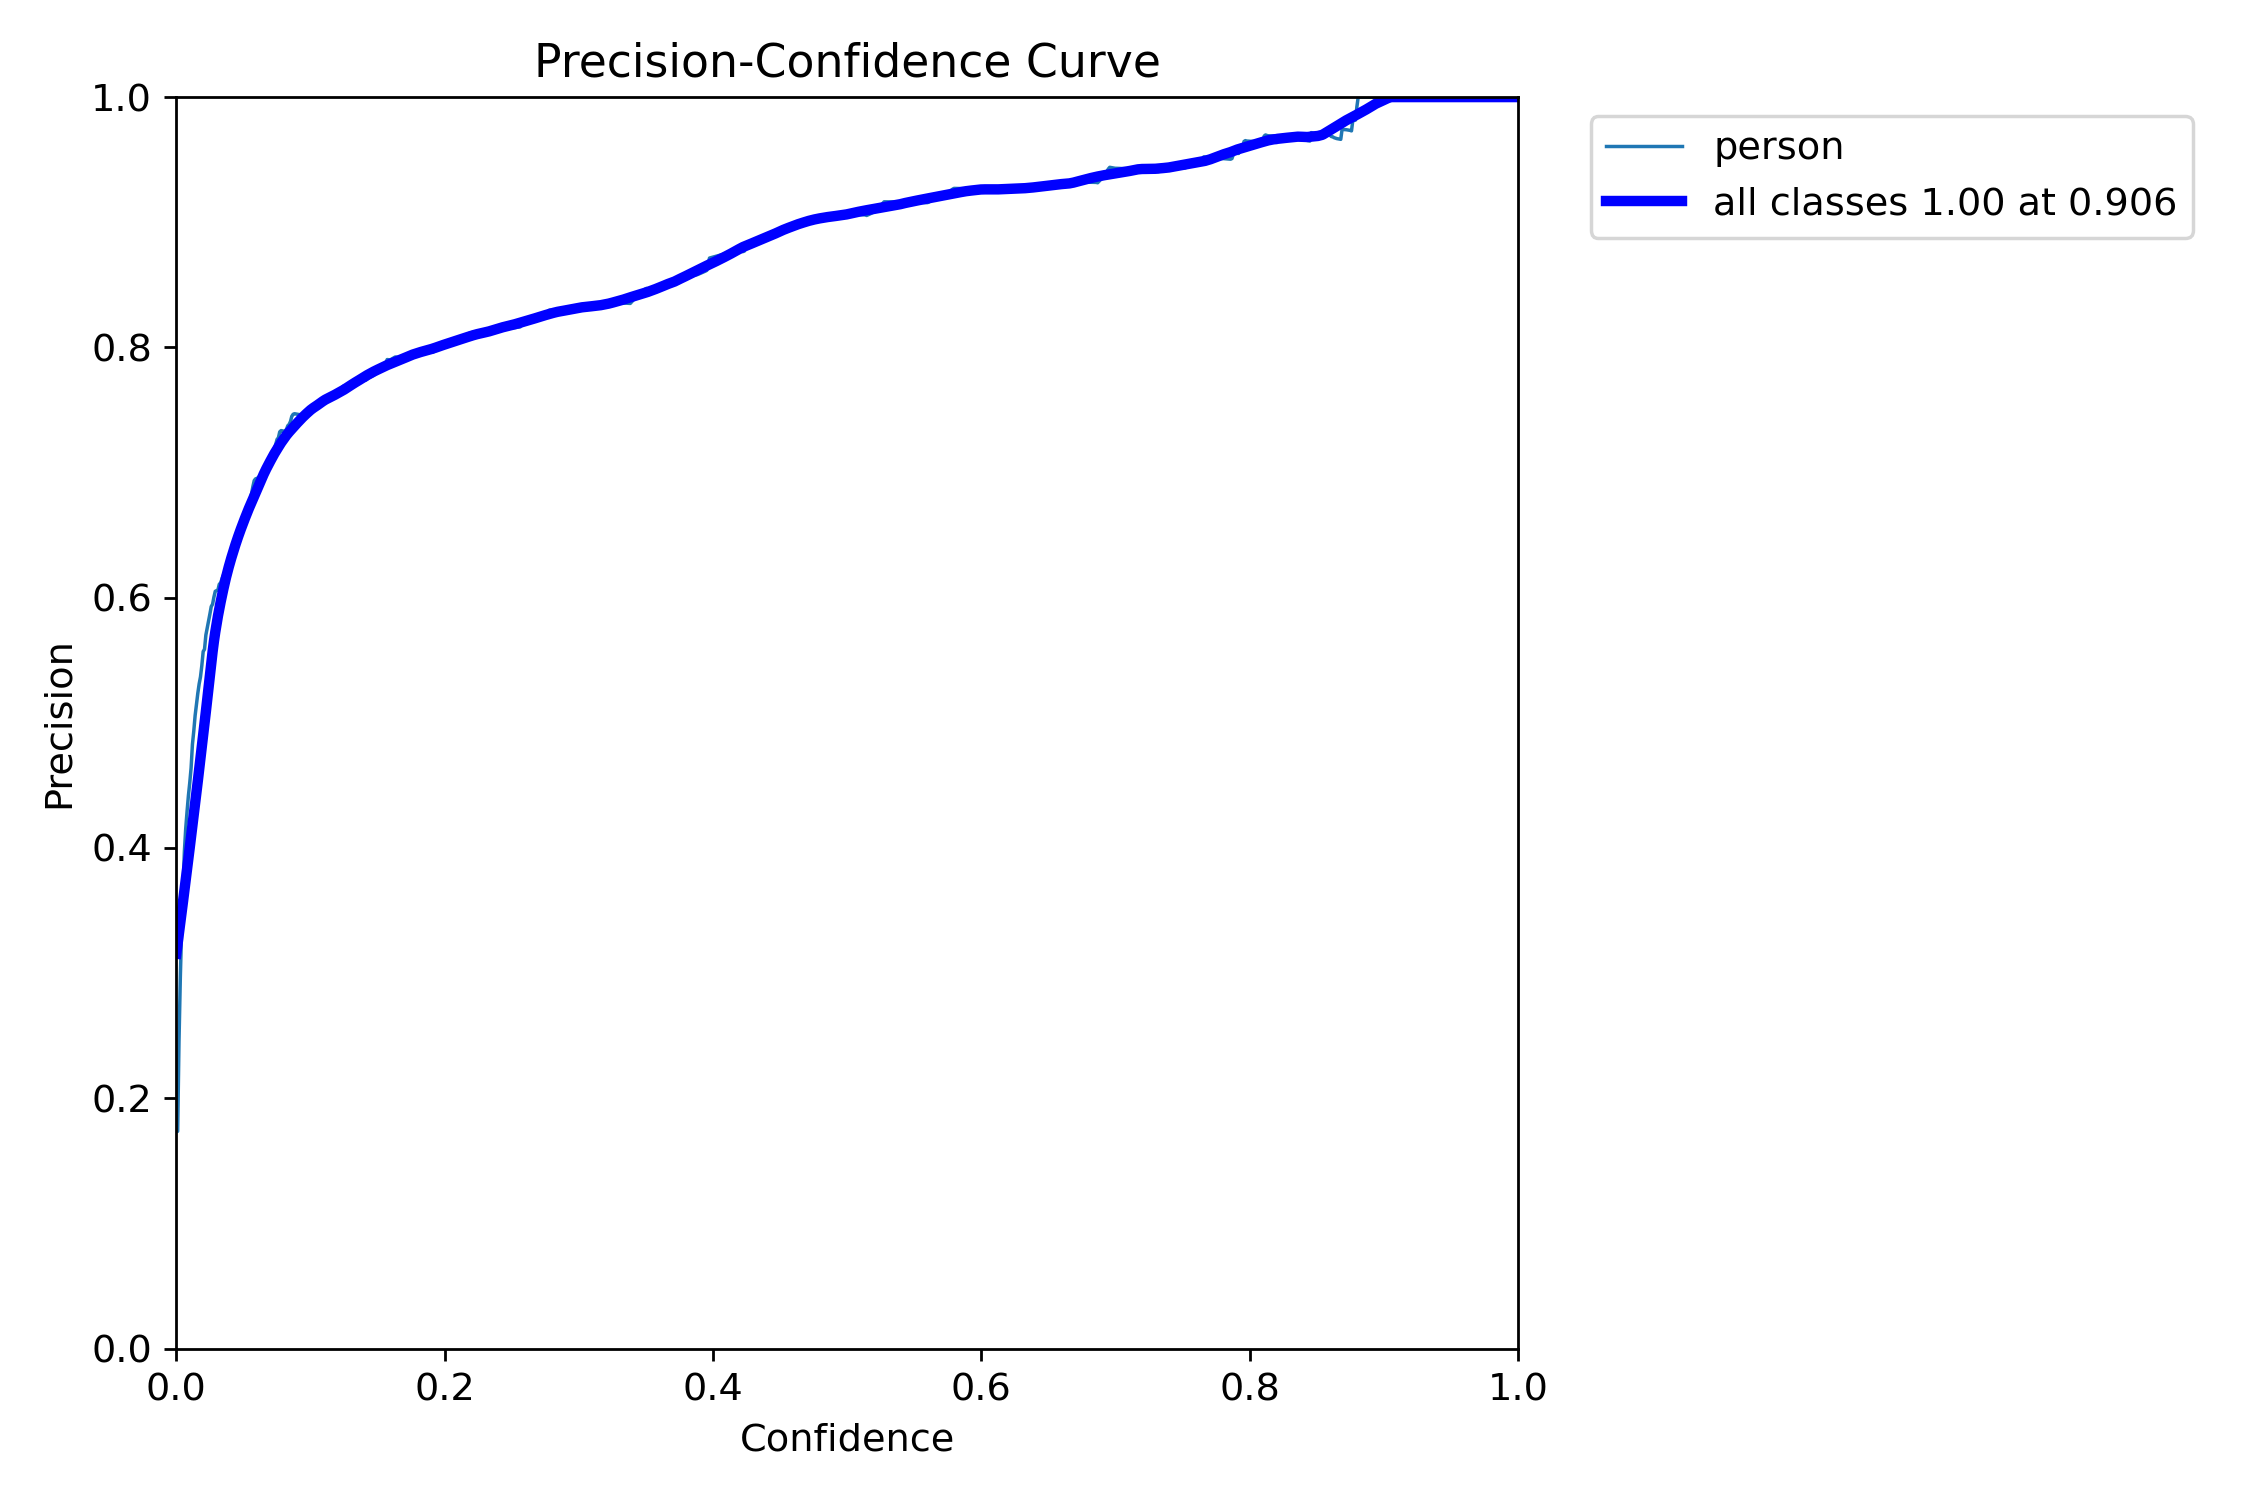 Precision-Confidence Curve
1.0
0.8
0.6
0.4
0.2
0.0
Precision
0.0 0.2 0.4 0.6 0.8 1.0
Confidence
person
all classes 1.00 at 0.906